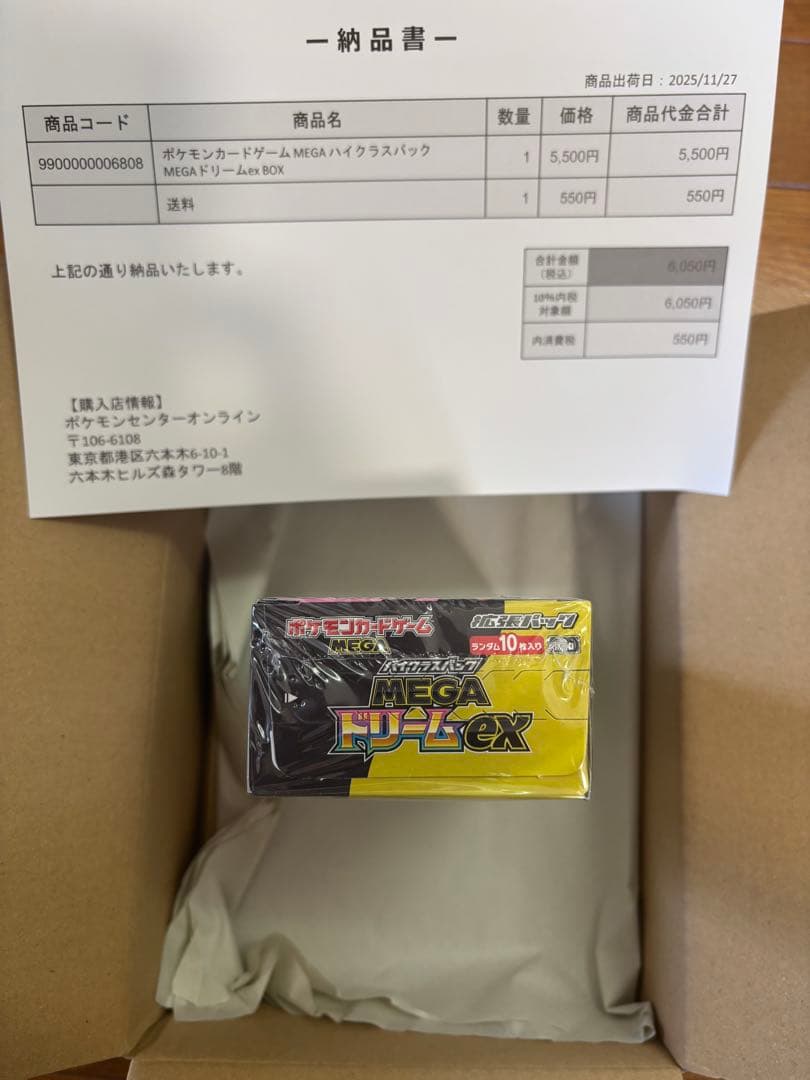 ー納品書ー
商品出荷日：2025/11/27
商品コード 商品名 数量 価格 商品代金合計
9900000006808 ポケモンカードゲーム MEGA ハイクラスパック 1 5,500円 5,500円
MEGAドリームex BOX
送料 1 550円 550円
上記の通り納品いたします。
合計金額 6,050円
（税込）
10%内税 6,050円
対象額
内消費税 550円
【購入店情報】
ポケモンセンターオンライン
〒106-6108
東京都港区六本木6-10-1
六本木ヒルズ森タワー8階
ポケモンカードゲーム
MEGA
拡張パック
ランダム10枚入り
ハイクラスパック
MEGA
ドリームex